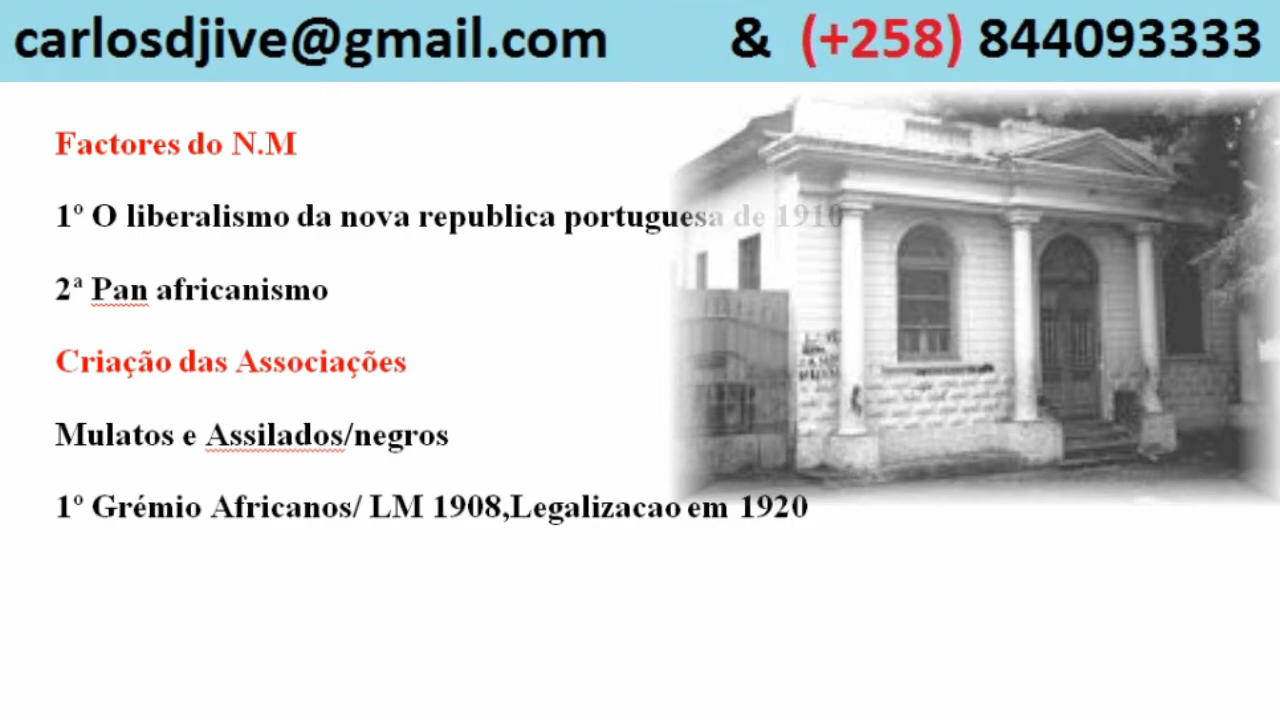 carlosdjive@gmail.com & (+258) 844093333
Factores do N.M
1º O liberalismo da nova republica portuguesa de 1910
2ª Pan africanismo
Criação das Associações
Mulatos e Assilados/negros
1º Grémio Africanos/ LM 1908,Legalizacao em 1920